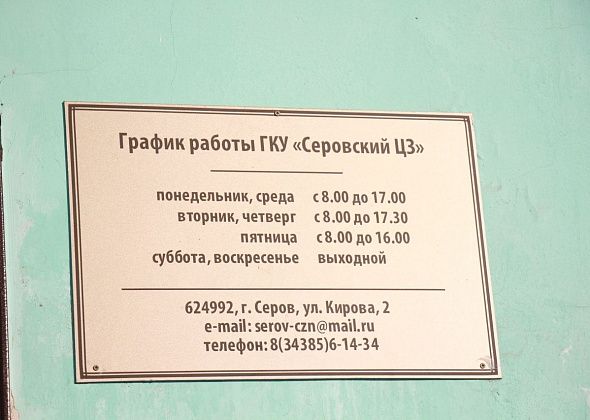 График работы ГКУ «Серовский ЦЗ»
понедельник, среда с 8.00 до 17.00
вторник, четверг с 8.00 до 17.30
пятница с 8.00 до 16.00
суббота, воскресенье выходной
624992, г. Серов, ул. Кирова, 2
e-mail: serov-czn@mail.ru
телефон: 8(34385)6-14-34